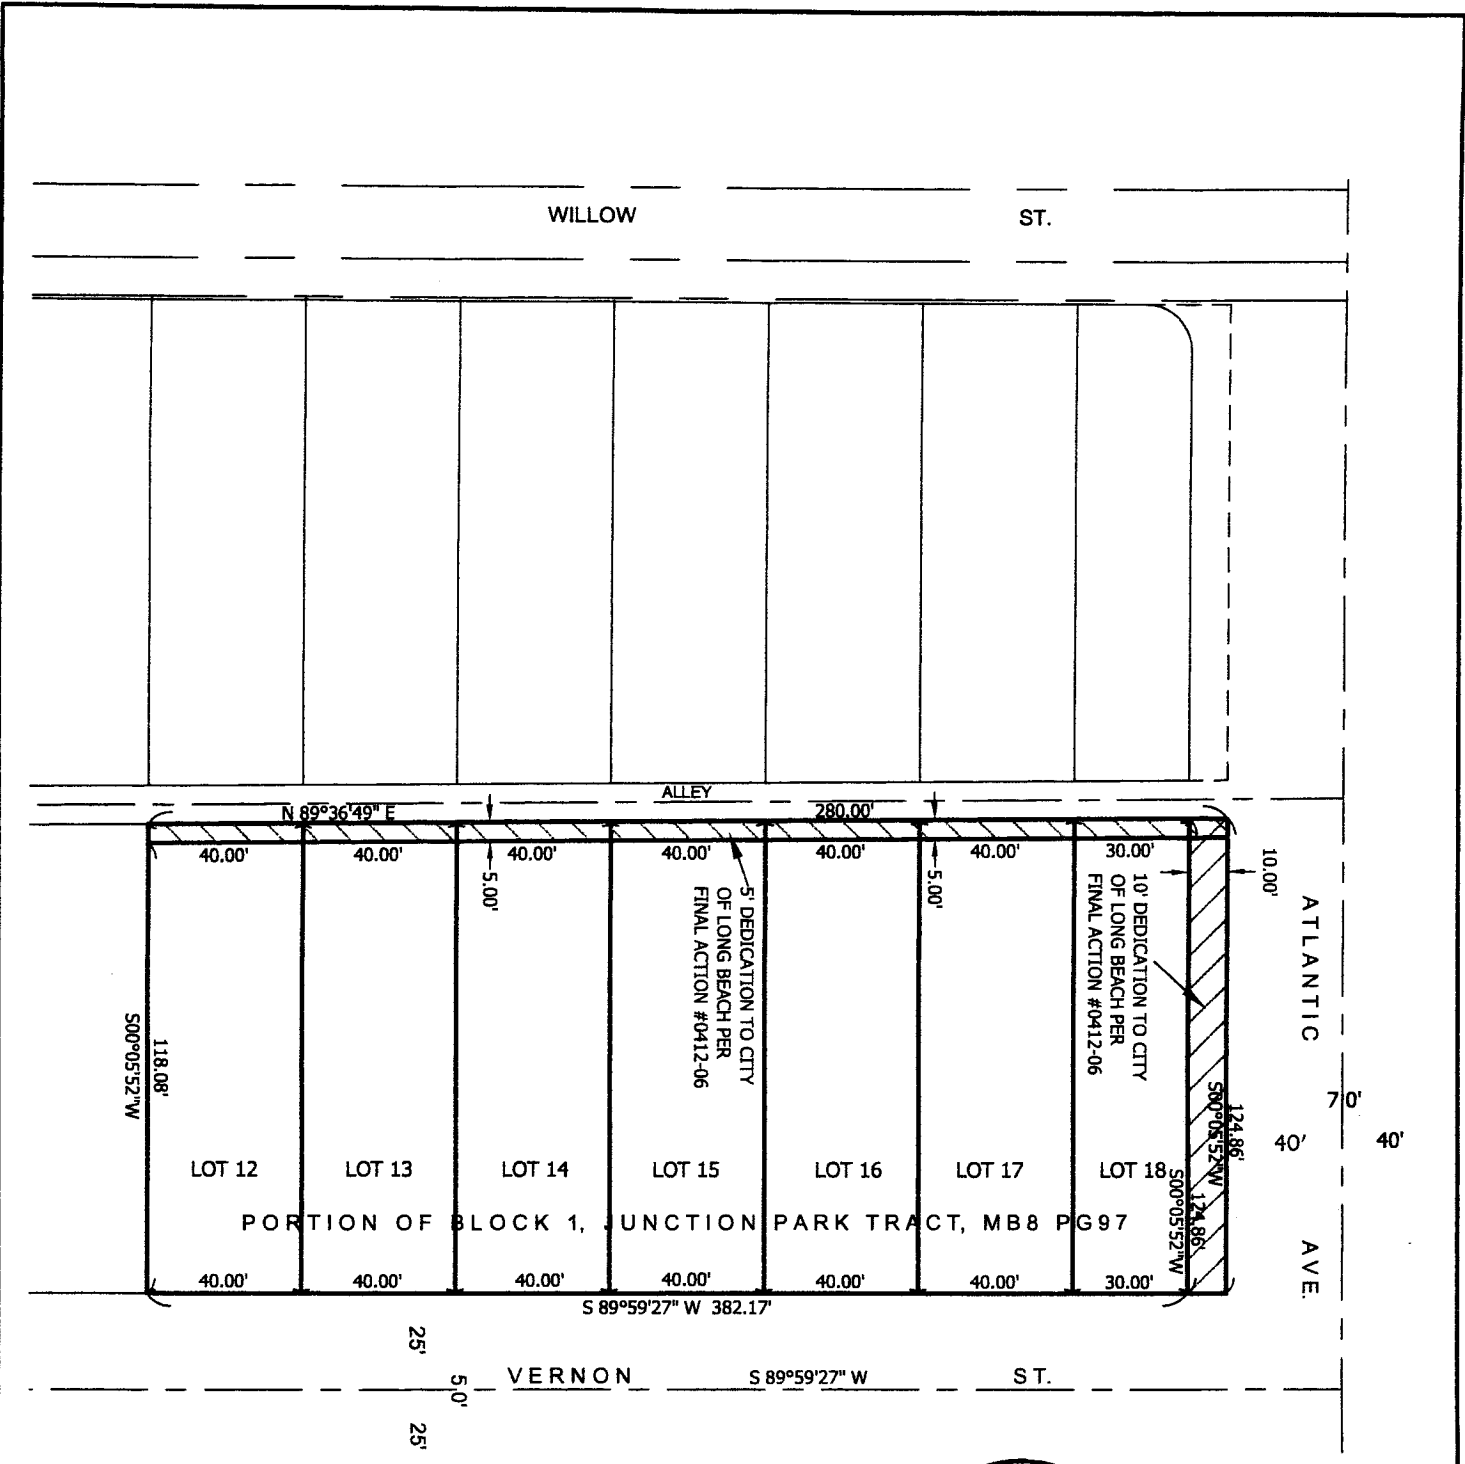 WILLOW ST.
ALLEY
N 89°36'49" E 280.00'
40.00' 40.00' 40.00' 40.00' 40.00' 40.00' 30.00'
10.00'
5.00' 5.00'
5' DEDICATION TO CITY
OF LONG BEACH PER
FINAL ACTION #0412-06
10' DEDICATION TO CITY
OF LONG BEACH PER
FINAL ACTION #0412-06
ATLANTIC AVE.
118.08'
S00°05'52"W
124.86'
S00°05'52"W
124.86'
S00°05'52"W
70'
40' 40'
LOT 12 LOT 13 LOT 14 LOT 15 LOT 16 LOT 17 LOT 18
PORTION OF BLOCK 1, JUNCTION PARK TRACT, MB8 PG97
40.00' 40.00' 40.00' 40.00' 40.00' 40.00' 30.00'
S 89°59'27" W 382.17'
25'
VERNON S 89°59'27" W ST.
50'
25'